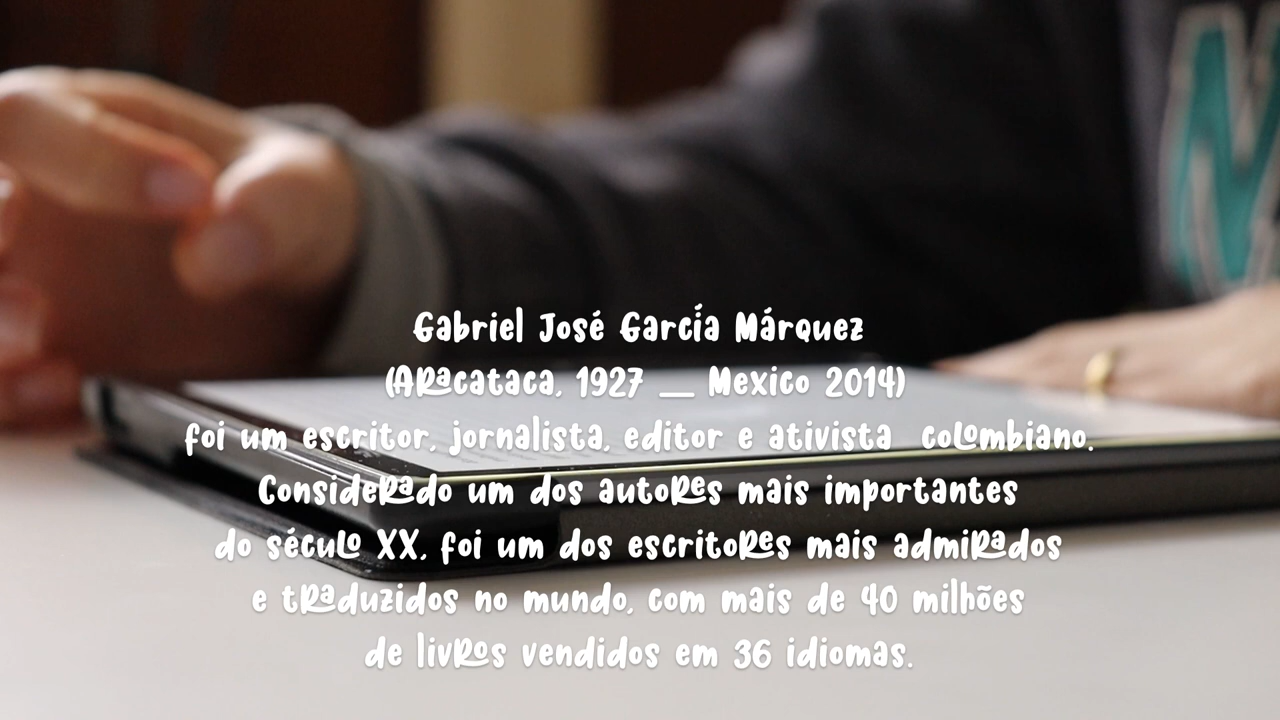 Gabriel José García Márquez
(Aracataca, 1927 __ Mexico 2014)
foi um escritor, jornalista, editor e ativista colombiano.
Considerado um dos autores mais importantes
do século XX, foi um dos escritores mais admirados
e traduzidos no mundo, com mais de 40 milhões
de livros vendidos em 36 idiomas.